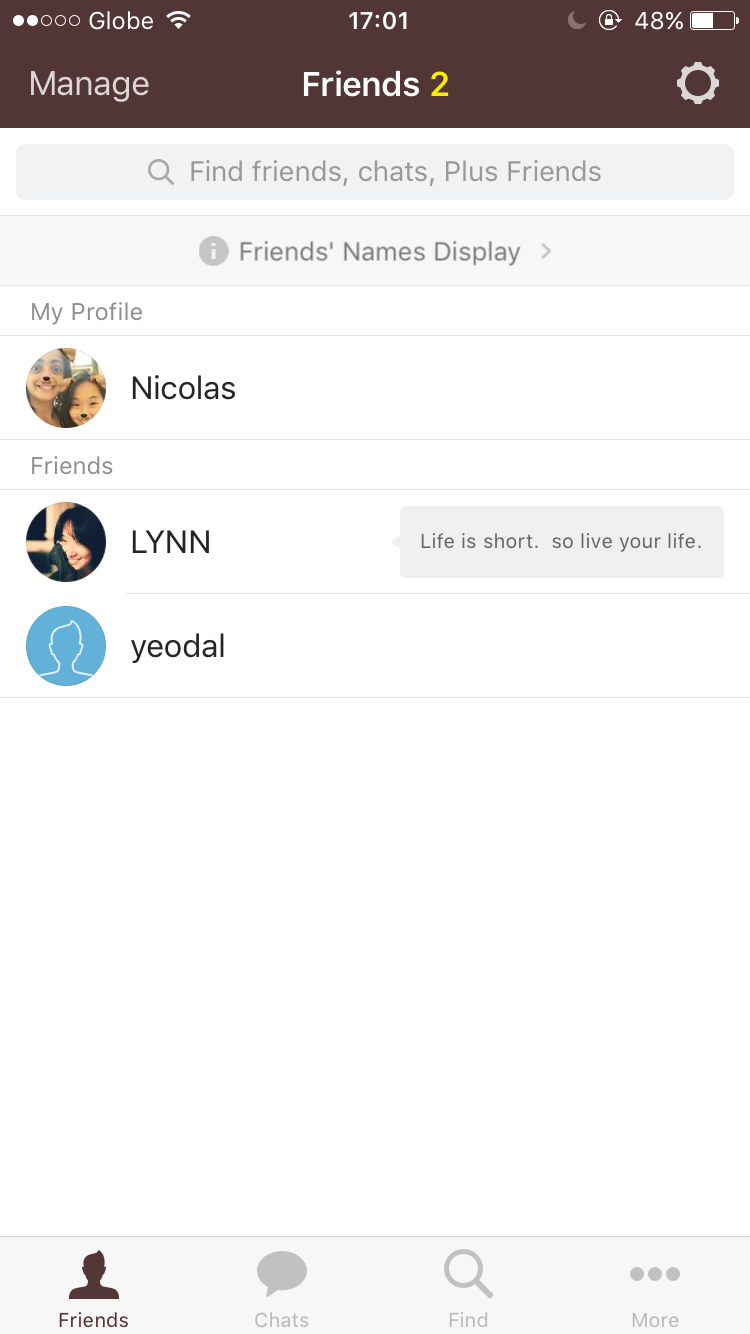 Globe 17:01 48%
Manage Friends 2
Find friends, chats, Plus Friends
Friends' Names Display
My Profile
Nicolas
Friends
LYNN Life is short.  so live your life.
yeodal
Friends Chats Find More